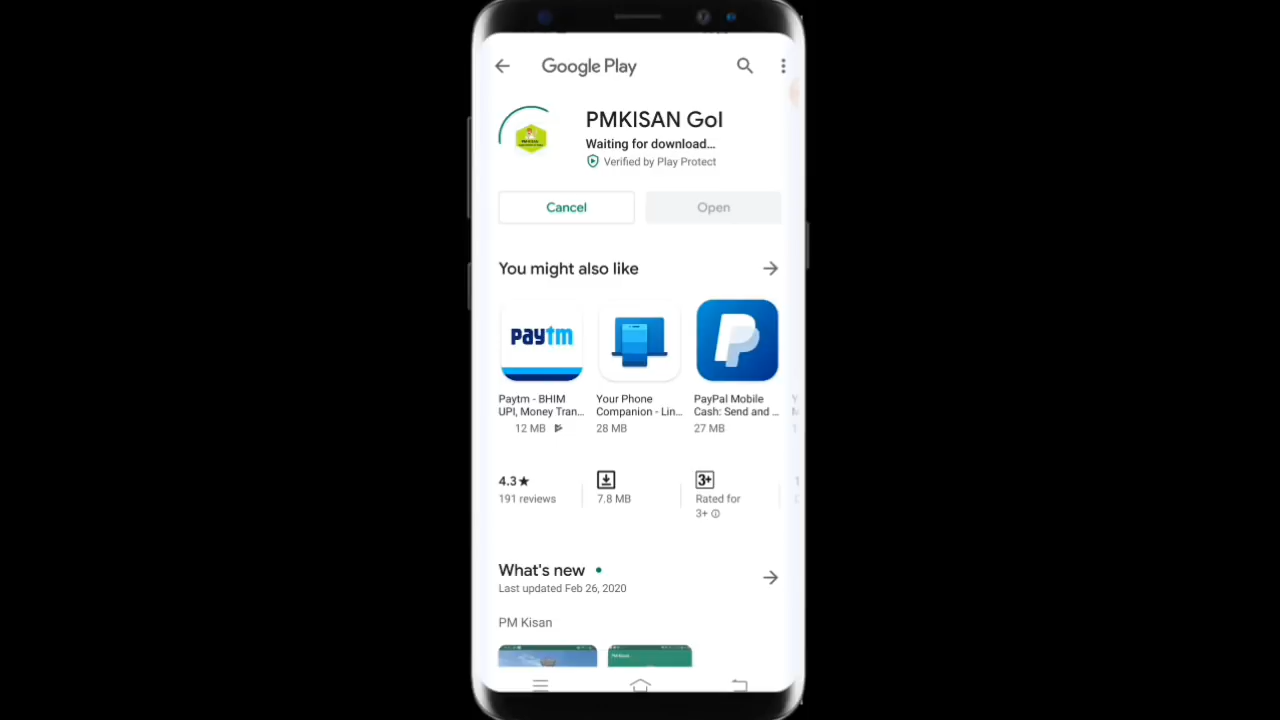 Google Play
PMKISAN GoI
Waiting for download...
Verified by Play Protect
Cancel
Open
You might also like
paytm
Paytm - BHIM
UPI, Money Tran...
12 MB
Your Phone
Companion - Lin...
28 MB
PayPal Mobile
Cash: Send and ...
27 MB
4.3★
191 reviews
7.8 MB
3+
Rated for
3+
What's new
Last updated Feb 26, 2020
PM Kisan